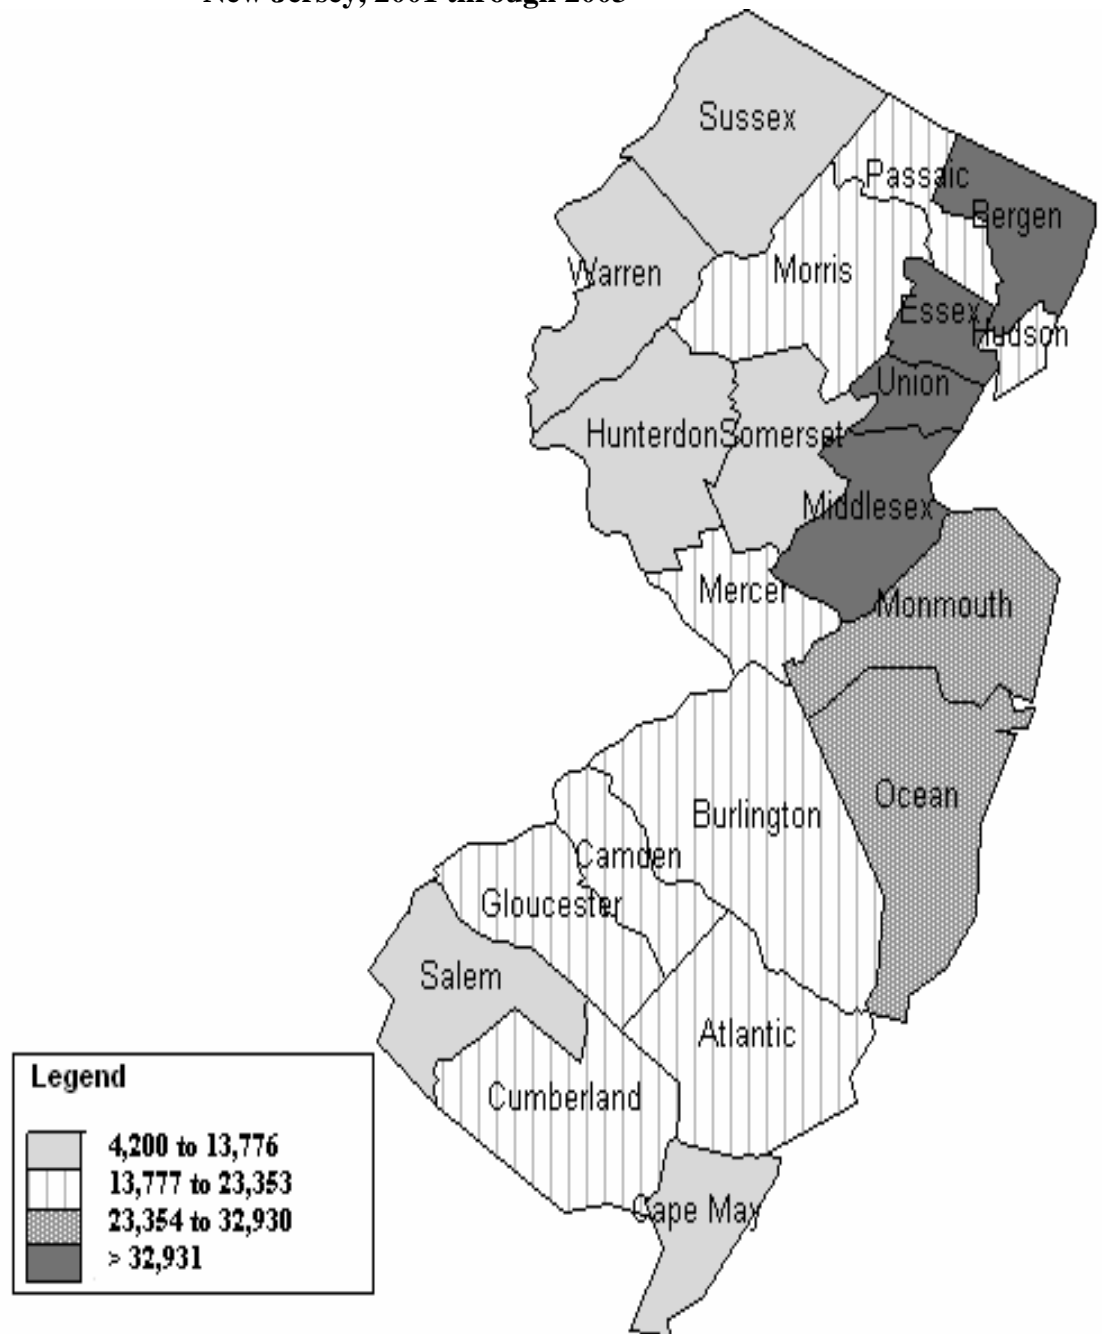 New Jersey, 2001 through 2003
Sussex
Passaic
Bergen
Warren
Morris
Essex
Hudson
Union
Hunterdon
Somerset
Middlesex
Mercer
Monmouth
Ocean
Burlington
Camden
Gloucester
Salem
Atlantic
Cumberland
Cape May
Legend
4,200 to 13,776
13,777 to 23,353
23,354 to 32,930
> 32,931